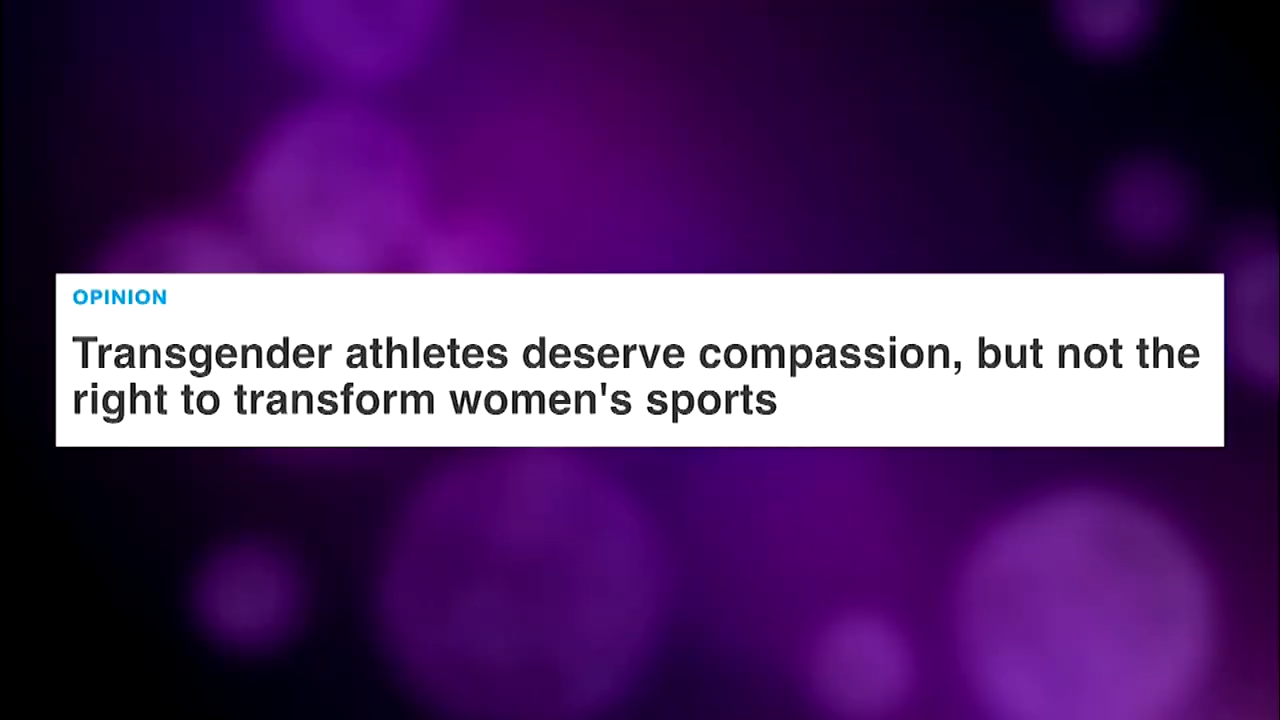 OPINION
Transgender athletes deserve compassion, but not the
right to transform women's sports